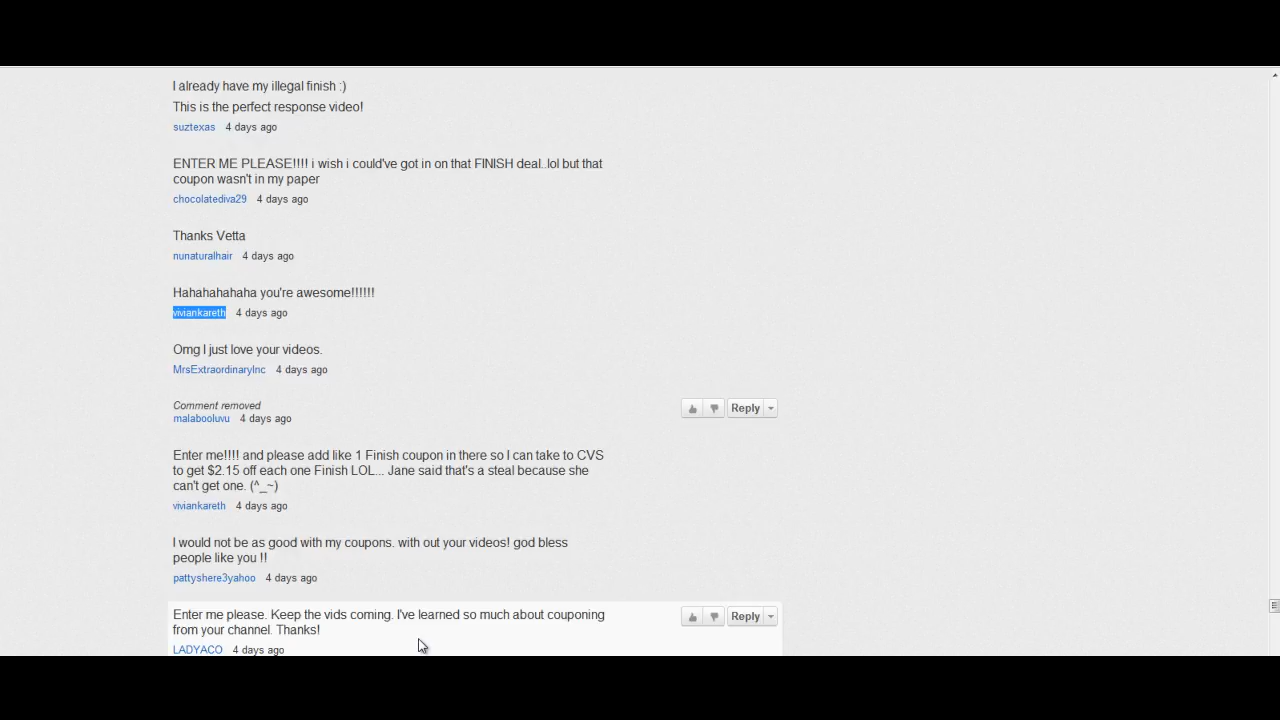 I already have my illegal finish :)
This is the perfect response video!
suztexas 4 days ago
ENTER ME PLEASE!!!! i wish i could've got in on that FINISH deal..lol but that
coupon wasn't in my paper
chocolatediva29 4 days ago
Thanks Vetta
nunaturalhair 4 days ago
Hahahahahaha you're awesome!!!!!!
viviankareth 4 days ago
Omg I just love your videos.
MrsExtraordinaryInc 4 days ago
Comment removed
malabooluvu 4 days ago
Reply
Enter me!!!! and please add like 1 Finish coupon in there so I can take to CVS
to get $2.15 off each one Finish LOL... Jane said that's a steal because she
can't get one. (^_~)
viviankareth 4 days ago
I would not be as good with my coupons. with out your videos! god bless
people like you !!
pattyshere3yahoo 4 days ago
Enter me please. Keep the vids coming. I've learned so much about couponing
from your channel. Thanks!
Reply
LADYACO 4 days ago